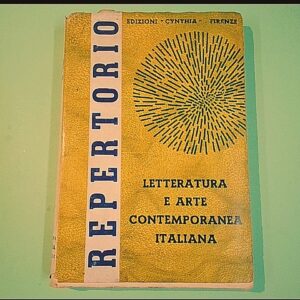 EDIZIONI "CYNTHIA" - FIRENZE
REPERTORIO
LETTERATURA
E ARTE
CONTEMPORANEA
ITALIANA